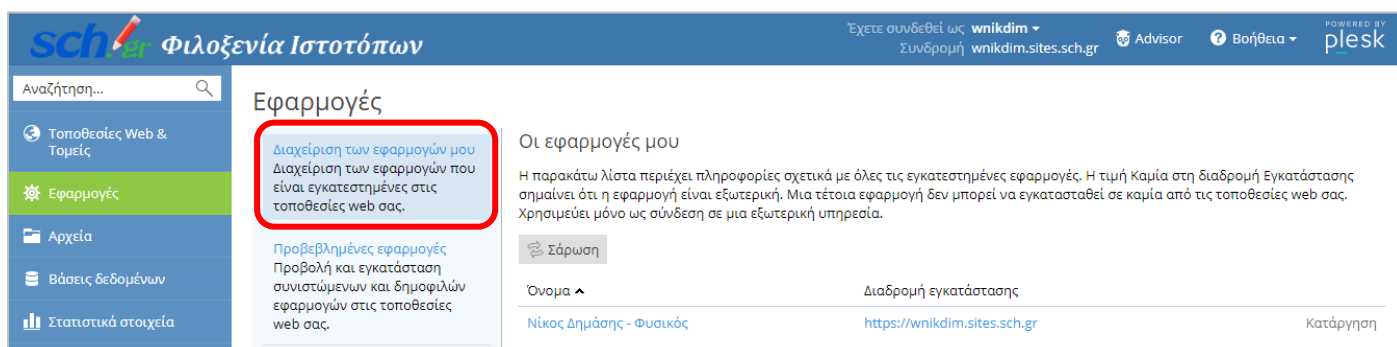 sch.gr Φιλοξενία Ιστοτόπων
Έχετε συνδεθεί ως wnikdim
Συνδρομή wnikdim.sites.sch.gr
Advisor
Βοήθεια
POWERED BY
plesk
Αναζήτηση...
Τοποθεσίες Web &
Τομείς
Εφαρμογές
Αρχεία
Βάσεις δεδομένων
Στατιστικά στοιχεία
Εφαρμογές
Διαχείριση των εφαρμογών μου
Διαχείριση των εφαρμογών που
είναι εγκατεστημένες στις
τοποθεσίες web σας.
Προβεβλημένες εφαρμογές
Προβολή και εγκατάσταση
συνιστώμενων και δημοφιλών
εφαρμογών στις τοποθεσίες
web σας.
Οι εφαρμογές μου
Η παρακάτω λίστα περιέχει πληροφορίες σχετικά με όλες τις εγκατεστημένες εφαρμογές. Η τιμή Καμία στη διαδρομή Εγκατάστασης
σημαίνει ότι η εφαρμογή είναι εξωτερική. Μια τέτοια εφαρμογή δεν μπορεί να εγκατασταθεί σε καμία από τις τοποθεσίες web σας.
Χρησιμεύει μόνο ως σύνδεση σε μια εξωτερική υπηρεσία.
Σάρωση
Όνομα Διαδρομή εγκατάστασης
Νίκος Δημάσης - Φυσικός https://wnikdim.sites.sch.gr Κατάργηση